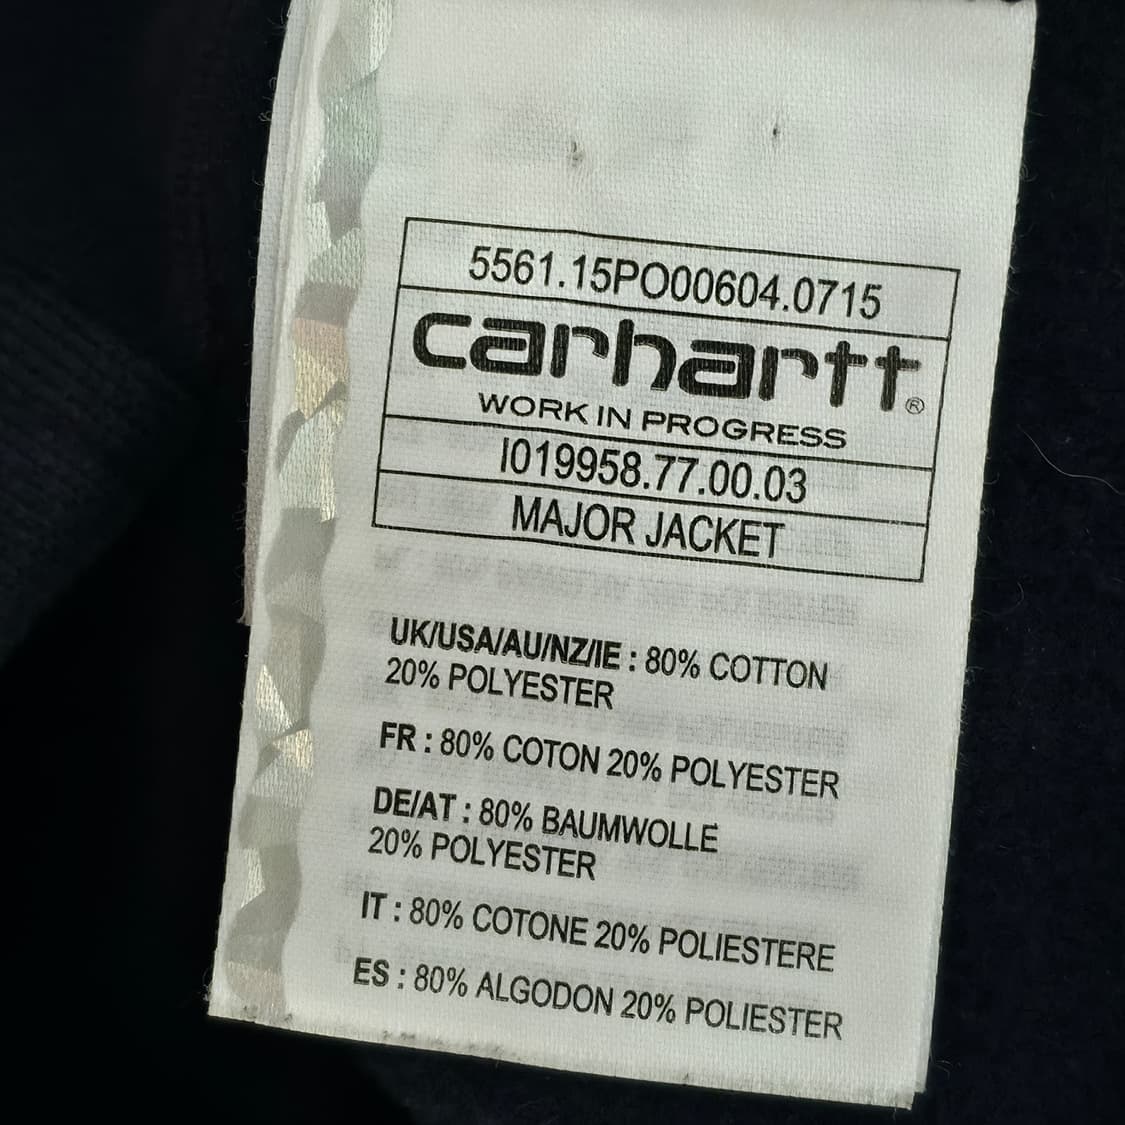 5561.15PO00604.0715
carhartt®
WORK IN PROGRESS
I019958.77.00.03
MAJOR JACKET
UK/USA/AU/NZ/IE : 80% COTTON
20% POLYESTER
FR : 80% COTON 20% POLYESTER
DE/AT : 80% BAUMWOLLE
20% POLYESTER
IT : 80% COTONE 20% POLIESTERE
ES : 80% ALGODON 20% POLIESTER